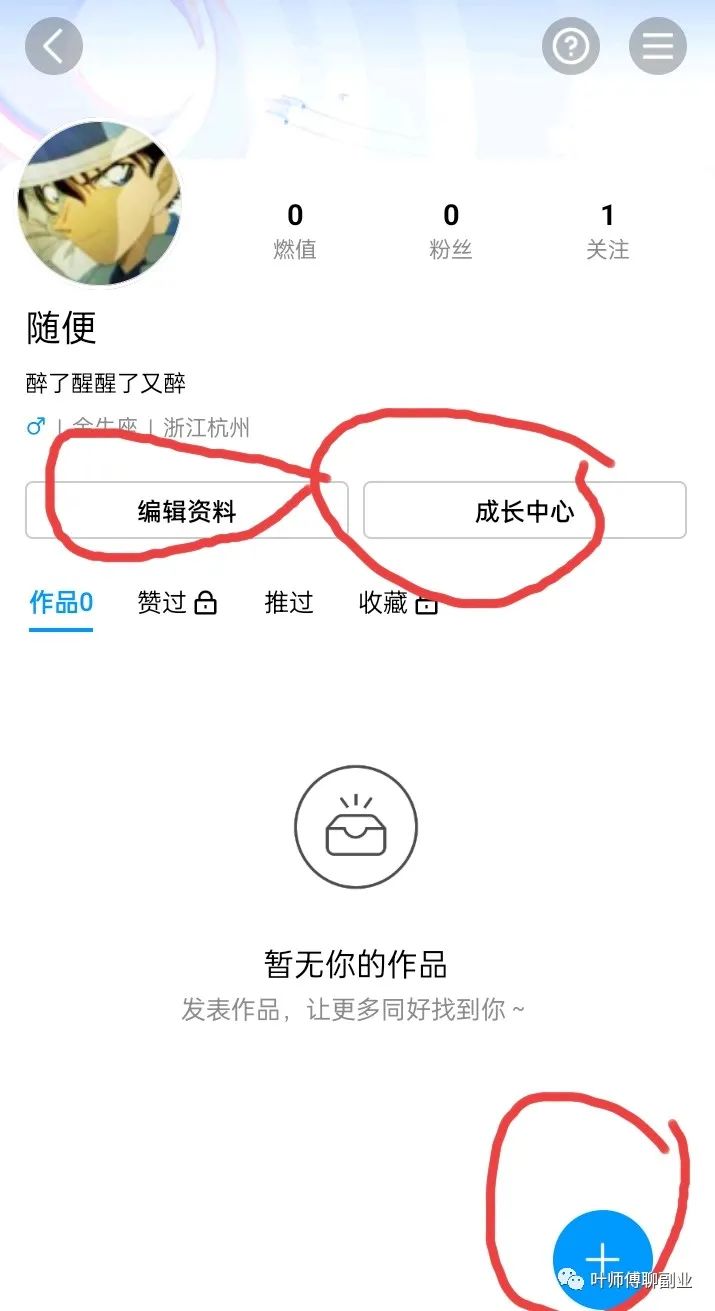 0 0 1
燃值 粉丝 关注
随便
醉了醒醒了又醉
金牛座 | 浙江杭州
编辑资料 成长中心
作品0 赞过 推过 收藏
暂无你的作品
发表作品，让更多同好找到你~
叶师傅聊副业